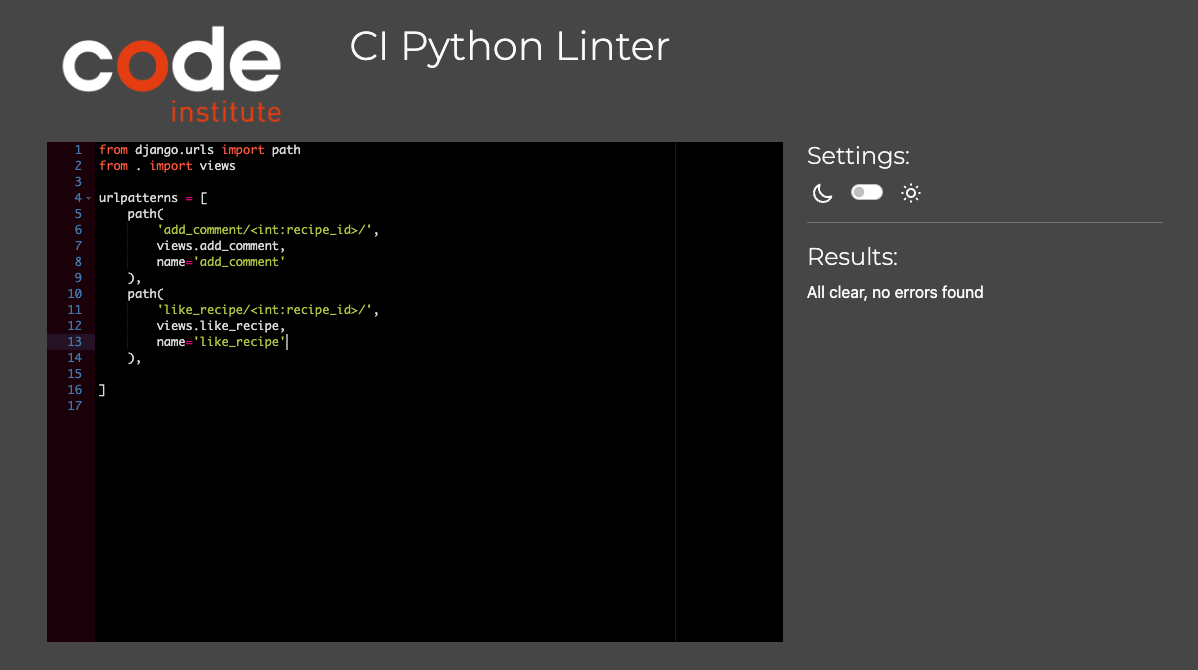 code
institute
CI Python Linter
1 from django.urls import path
2 from . import views
3
4 urlpatterns = [
5     path(
6         'add_comment/<int:recipe_id>/',
7         views.add_comment,
8         name='add_comment'
9     ),
10     path(
11         'like_recipe/<int:recipe_id>/',
12         views.like_recipe,
13         name='like_recipe'
14     ),
15
16 ]
17
Settings:
Results:
All clear, no errors found